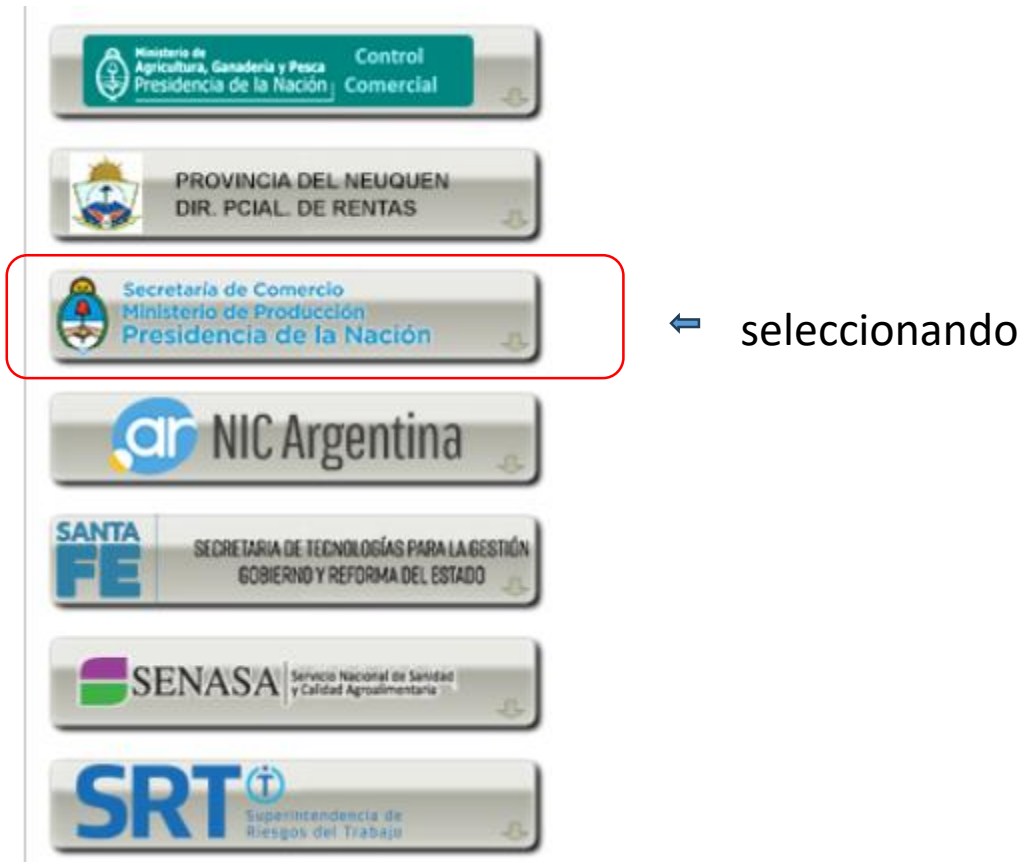 Ministerio de
Agricultura, Ganadería y Pesca
Presidencia de la Nación
Control
Comercial
PROVINCIA DEL NEUQUEN
DIR. PCIAL. DE RENTAS
Secretaría de Comercio
Ministerio de Producción
Presidencia de la Nación
seleccionando
.ar NIC Argentina
SANTA
FE
SECRETARIA DE TECNOLOGÍAS PARA LA GESTIÓN
GOBIERNO Y REFORMA DEL ESTADO
SENASA
Servicio Nacional de Sanidad
y Calidad Agroalimentaria
SRT
Superintendencia de
Riesgos del Trabajo